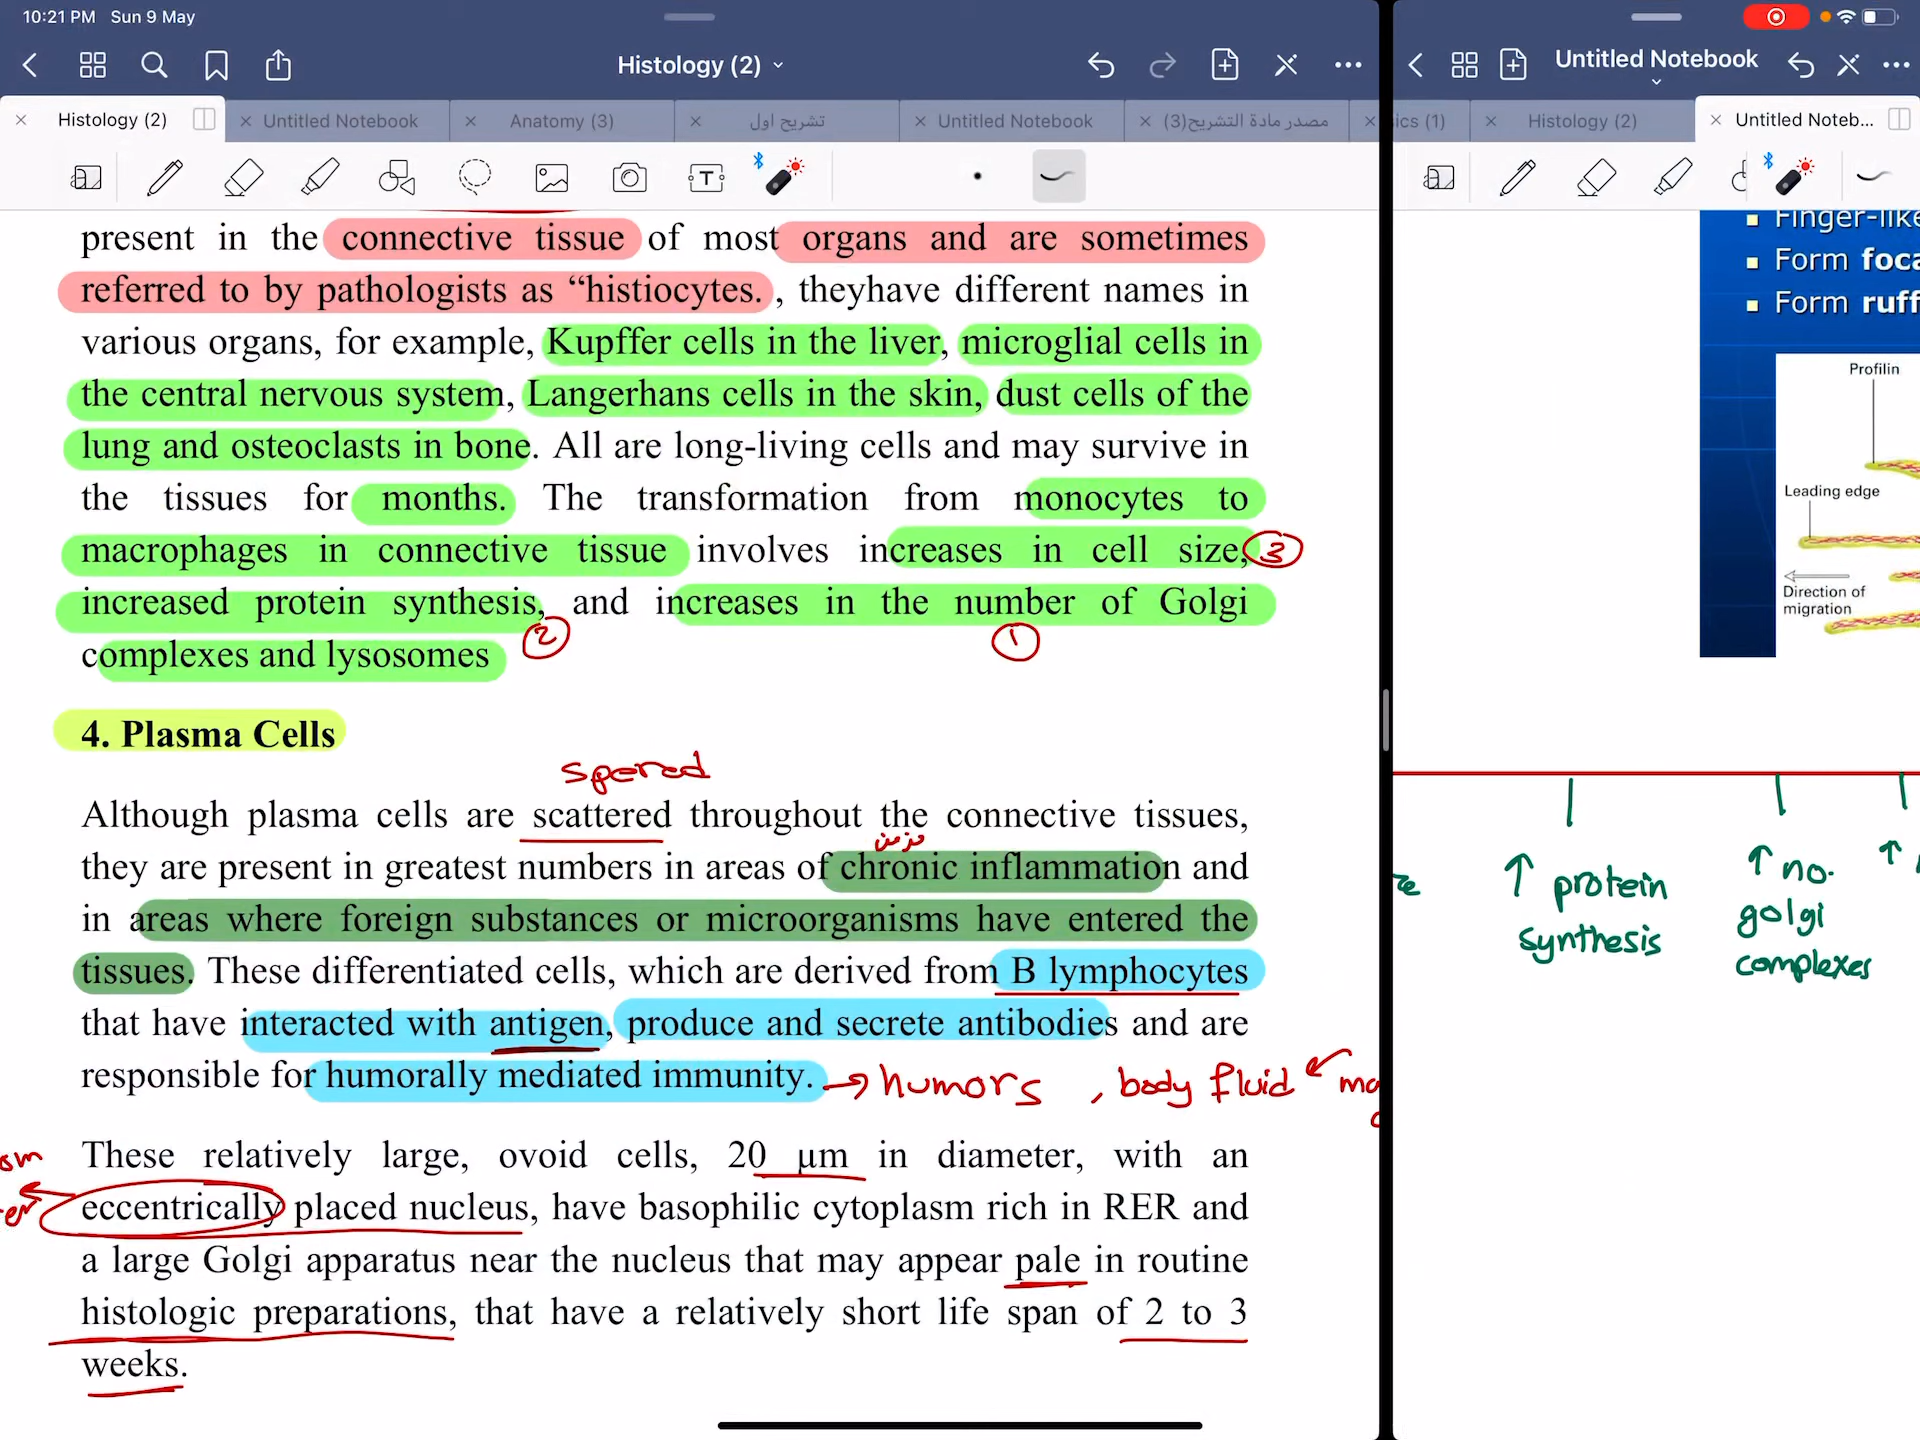 10:21 PM Sun 9 May
Histology (2)
Untitled Notebook
Histology (2)
Untitled Notebook
Anatomy (3)
تشريح اول
Untitled Notebook
مصدر مادة التشريح(3)
ics (1)
Histology (2)
Untitled Noteb...
present in the connective tissue of most organs and are sometimes
referred to by pathologists as “histiocytes. , theyhave different names in
various organs, for example, Kupffer cells in the liver, microglial cells in
the central nervous system, Langerhans cells in the skin, dust cells of the
lung and osteoclasts in bone. All are long-living cells and may survive in
the tissues for months. The transformation from monocytes to
macrophages in connective tissue involves increases in cell size, 3
increased protein synthesis, and increases in the number of Golgi
2 1
complexes and lysosomes
4. Plasma Cells
spered
Although plasma cells are scattered throughout the connective tissues,
مزمن
they are present in greatest numbers in areas of chronic inflammation and
in areas where foreign substances or microorganisms have entered the
tissues. These differentiated cells, which are derived from B lymphocytes
that have interacted with antigen, produce and secrete antibodies and are
responsible for humorally mediated immunity. → humors , body fluid
These relatively large, ovoid cells, 20 µm in diameter, with an
eccentrically placed nucleus, have basophilic cytoplasm rich in RER and
a large Golgi apparatus near the nucleus that may appear pale in routine
histologic preparations, that have a relatively short life span of 2 to 3
weeks.
Finger-like
Form foca
Form ruff
Profilin
Leading edge
Direction of
migration
↑ protein
synthesis
↑ no.
golgi
complexes
↑